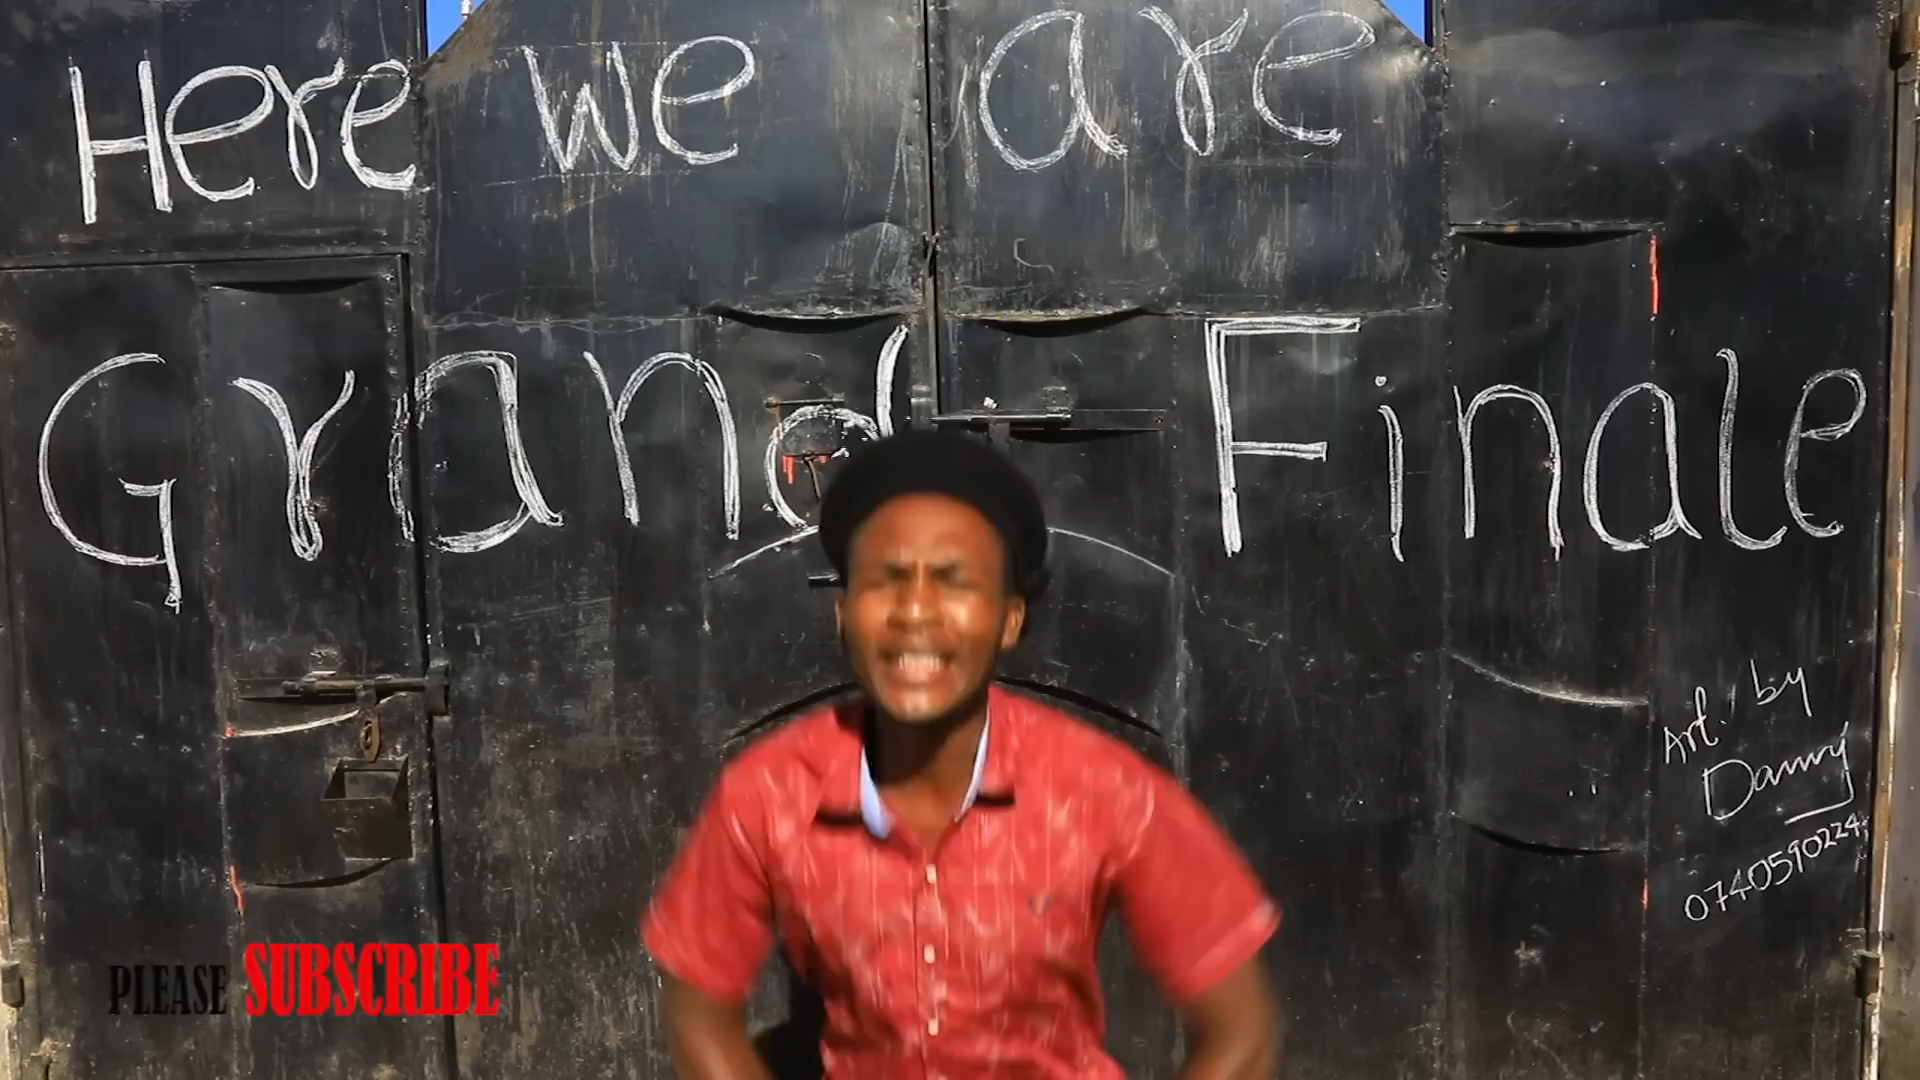 Here we are
Grand Finale
Art. by
Danny
0740590224
PLEASE SUBSCRIBE